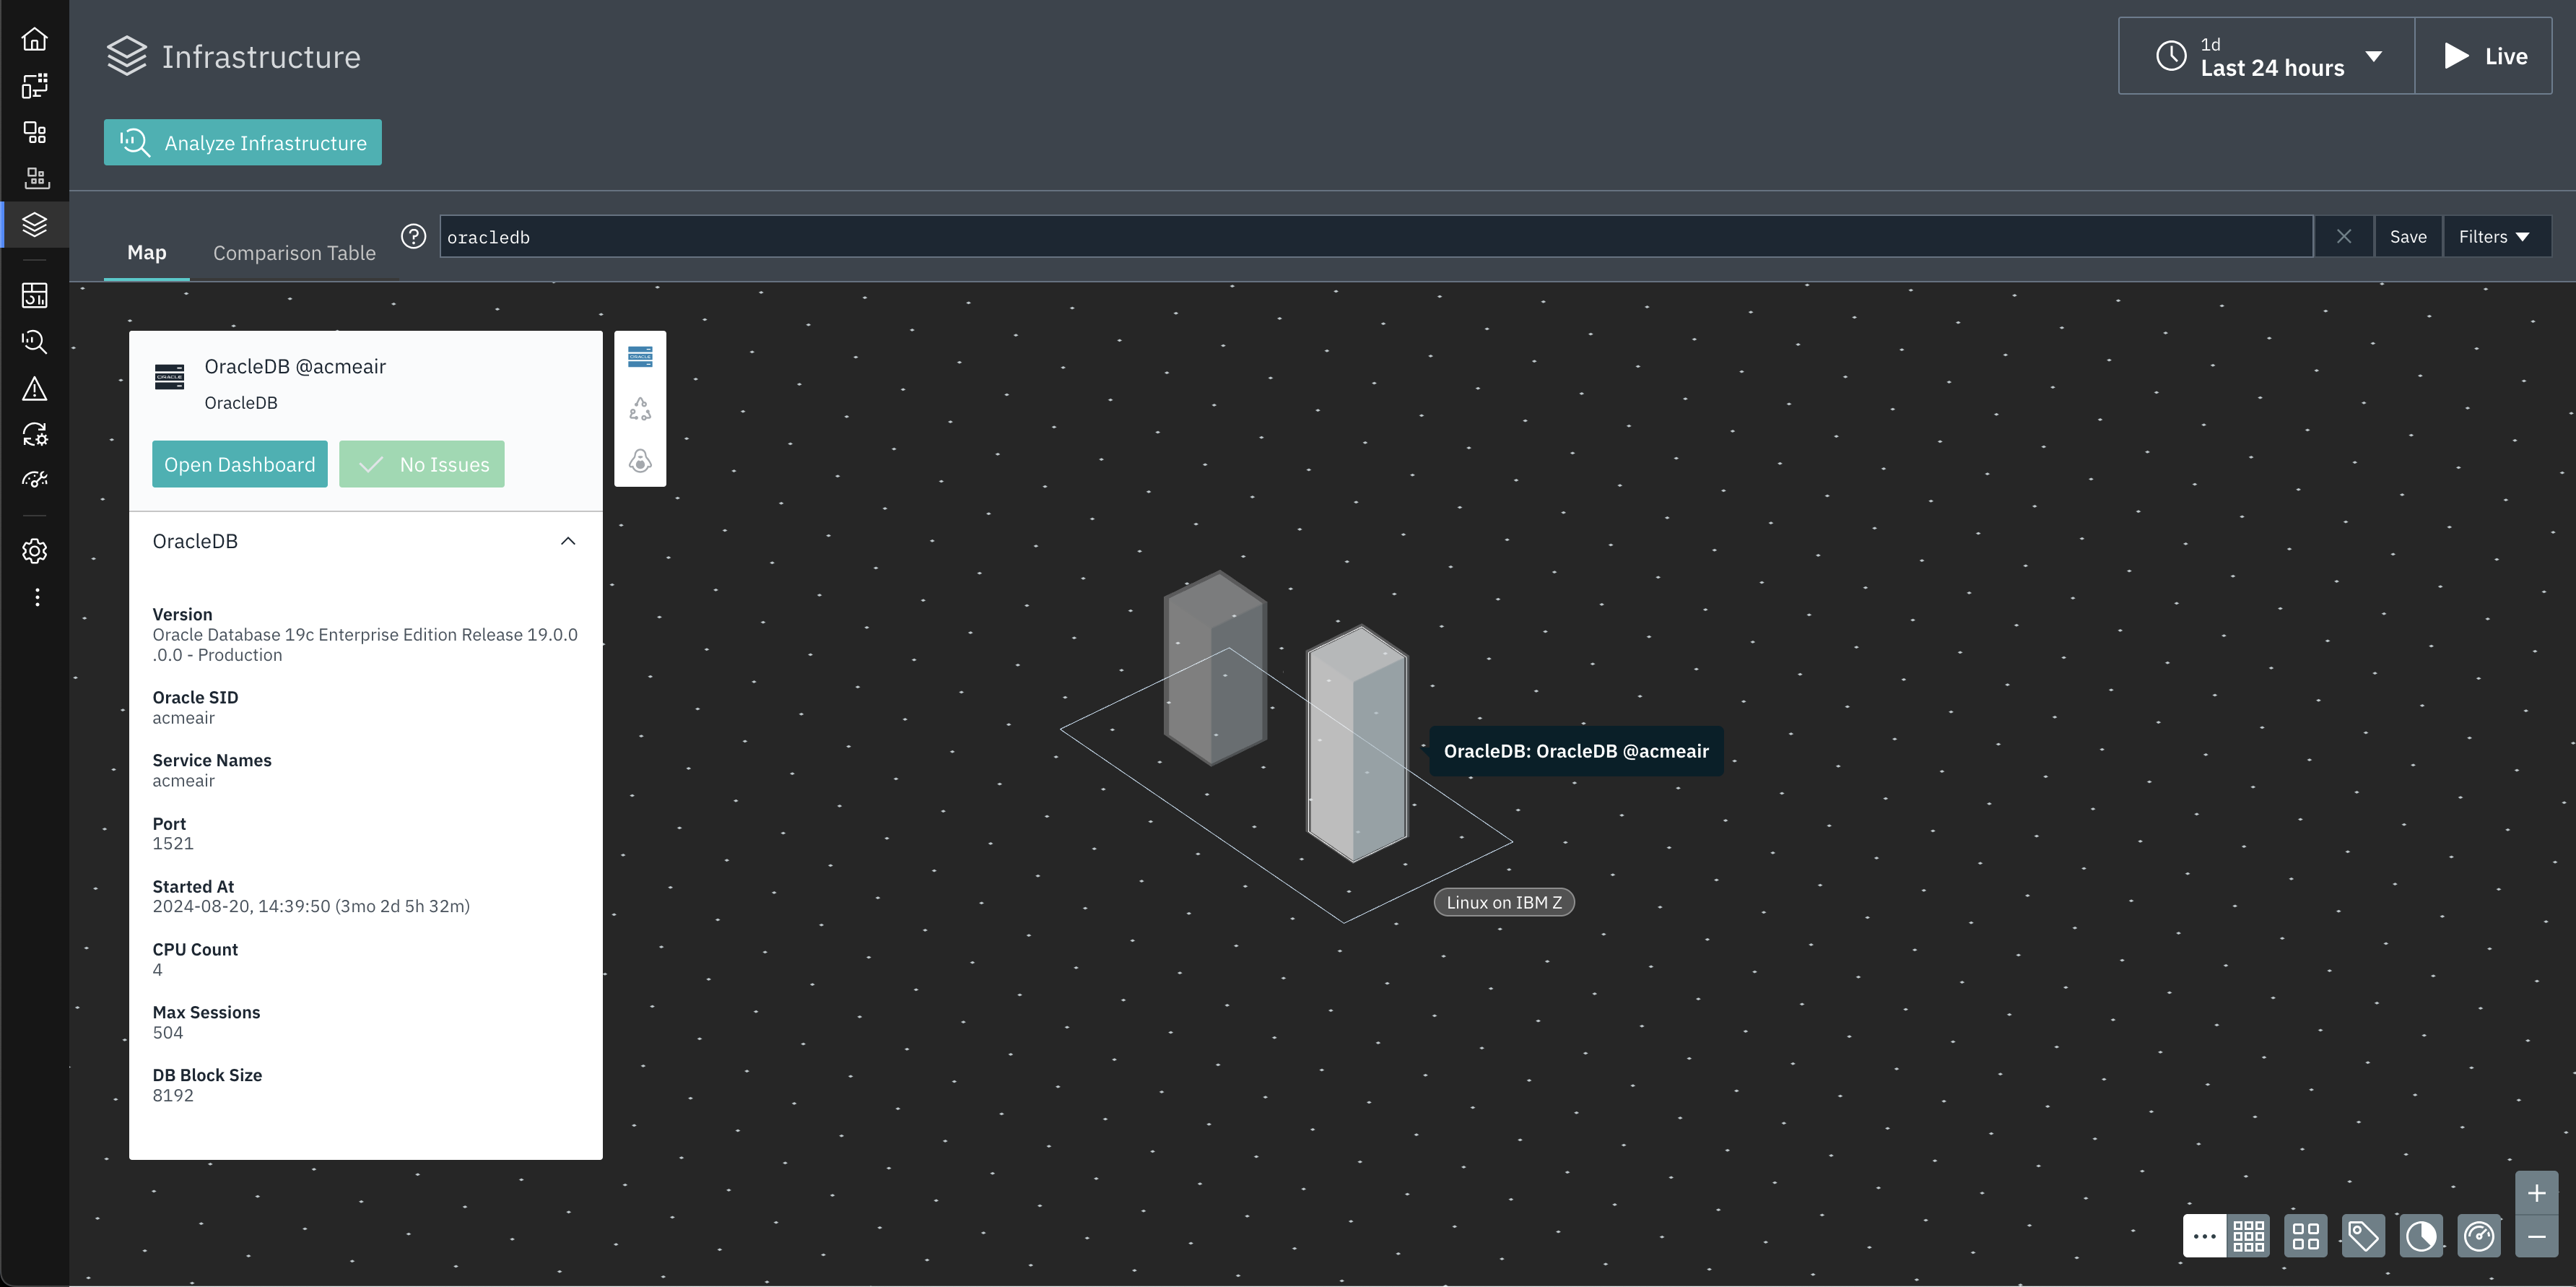 Infrastructure
1d
Last 24 hours
Live
Analyze Infrastructure
Map
Comparison Table
oracledb
Save
Filters
ORACLE
OracleDB @acmeair
OracleDB
ORACLE
Open Dashboard
No Issues
OracleDB
Version
Oracle Database 19c Enterprise Edition Release 19.0.0
.0.0 - Production
Oracle SID
acmeair
Service Names
acmeair
Port
1521
Started At
2024-08-20, 14:39:50 (3mo 2d 5h 32m)
CPU Count
4
Max Sessions
504
DB Block Size
8192
OracleDB: OracleDB @acmeair
Linux on IBM Z